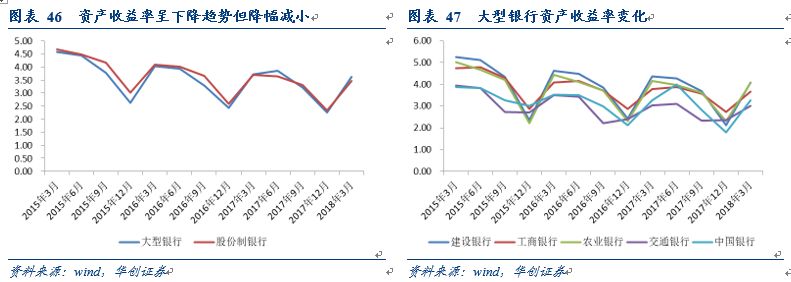 图表 46 资产收益率呈下降趋势但降幅减小
5.00
4.50
4.00
3.50
3.00
2.50
2.00
1.50
1.00
0.50
0.00
2015年3月
2015年6月
2015年9月
2015年12月
2016年3月
2016年6月
2016年9月
2016年12月
2017年3月
2017年6月
2017年9月
2017年12月
2018年3月
大型银行 股份制银行
资料来源：wind，华创证券
图表 47 大型银行资产收益率变化
6.00
5.00
4.00
3.00
2.00
1.00
0.00
2015年3月
2015年6月
2015年9月
2015年12月
2016年3月
2016年6月
2016年9月
2016年12月
2017年3月
2017年6月
2017年9月
2017年12月
2018年3月
建设银行 工商银行 农业银行 交通银行 中国银行
资料来源：wind，华创证券